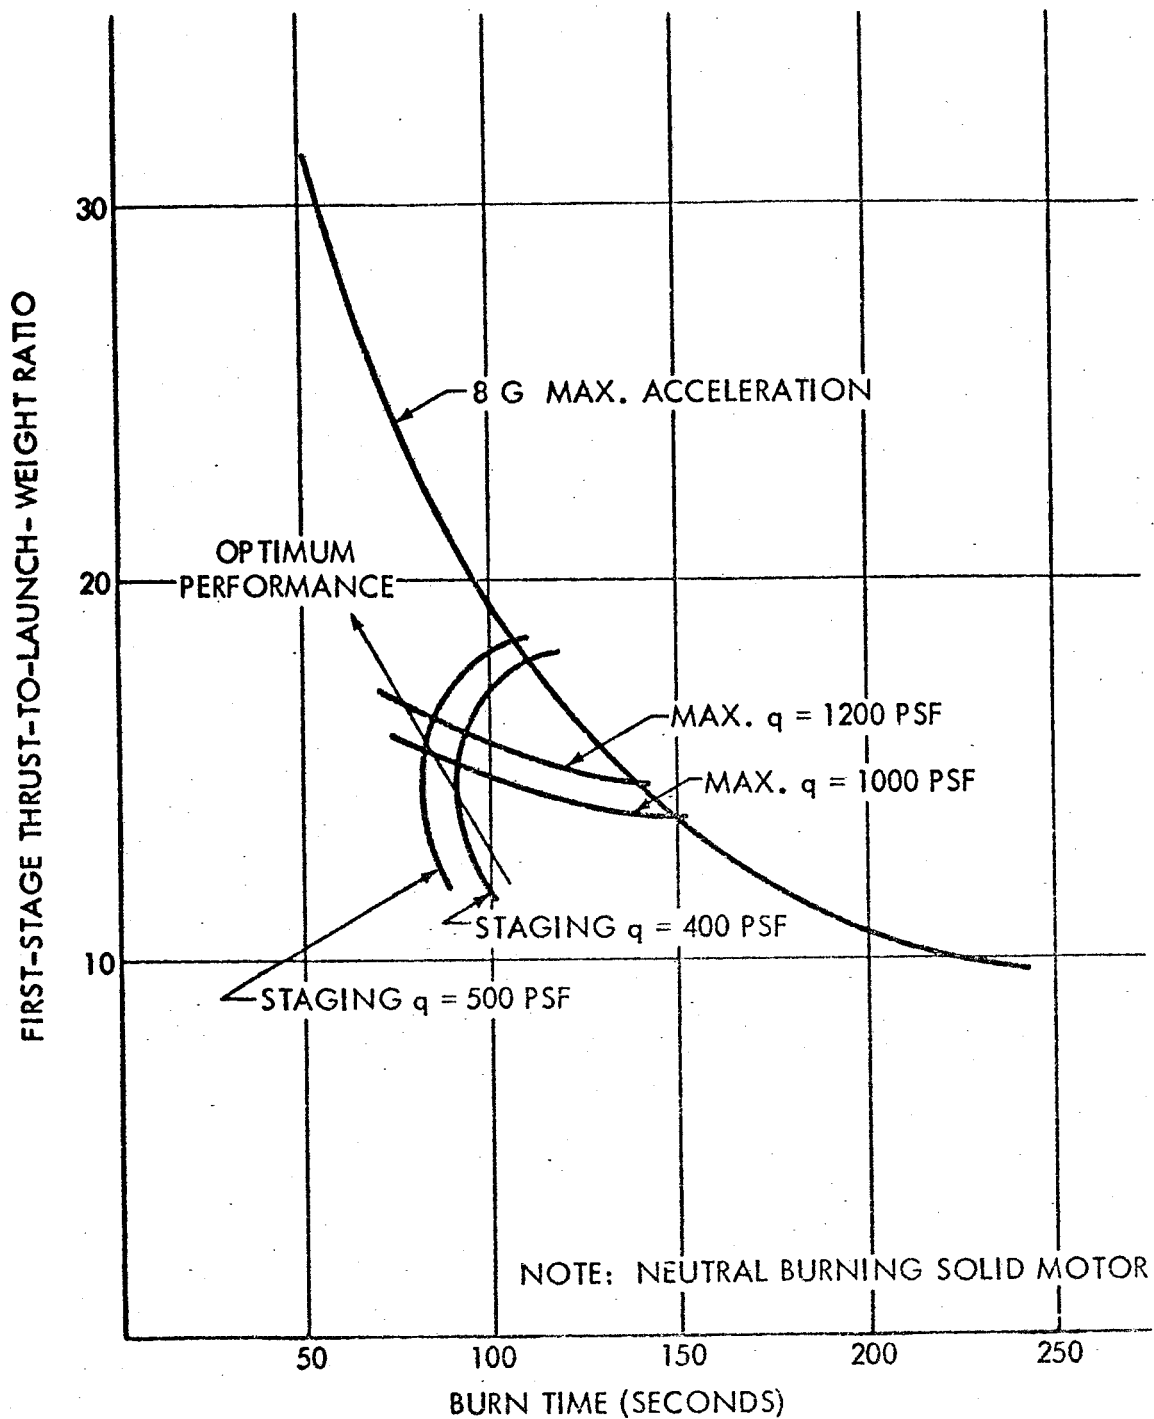 30
8 G MAX. ACCELERATION
OPTIMUM
PERFORMANCE
20
MAX. q = 1200 PSF
MAX. q = 1000 PSF
STAGING q = 400 PSF
10
STAGING q = 500 PSF
FIRST-STAGE THRUST-TO-LAUNCH-WEIGHT RATIO
NOTE: NEUTRAL BURNING SOLID MOTOR
50 100 150 200 250
BURN TIME (SECONDS)